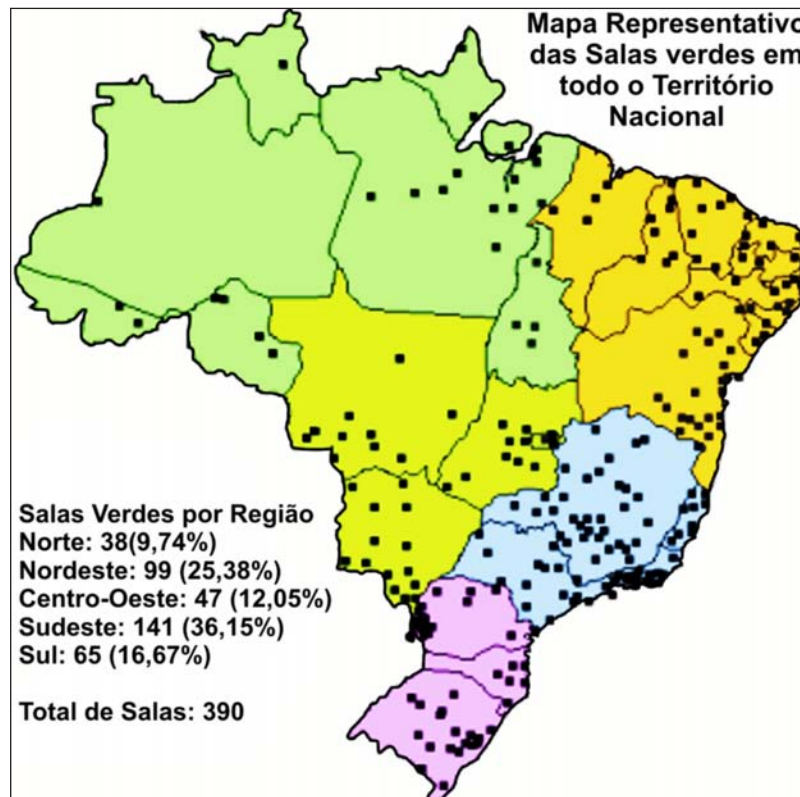 Mapa Representativo
das Salas verdes em
todo o Território
Nacional
Salas Verdes por Região
Norte: 38(9,74%)
Nordeste: 99 (25,38%)
Centro-Oeste: 47 (12,05%)
Sudeste: 141 (36,15%)
Sul: 65 (16,67%)
Total de Salas: 390